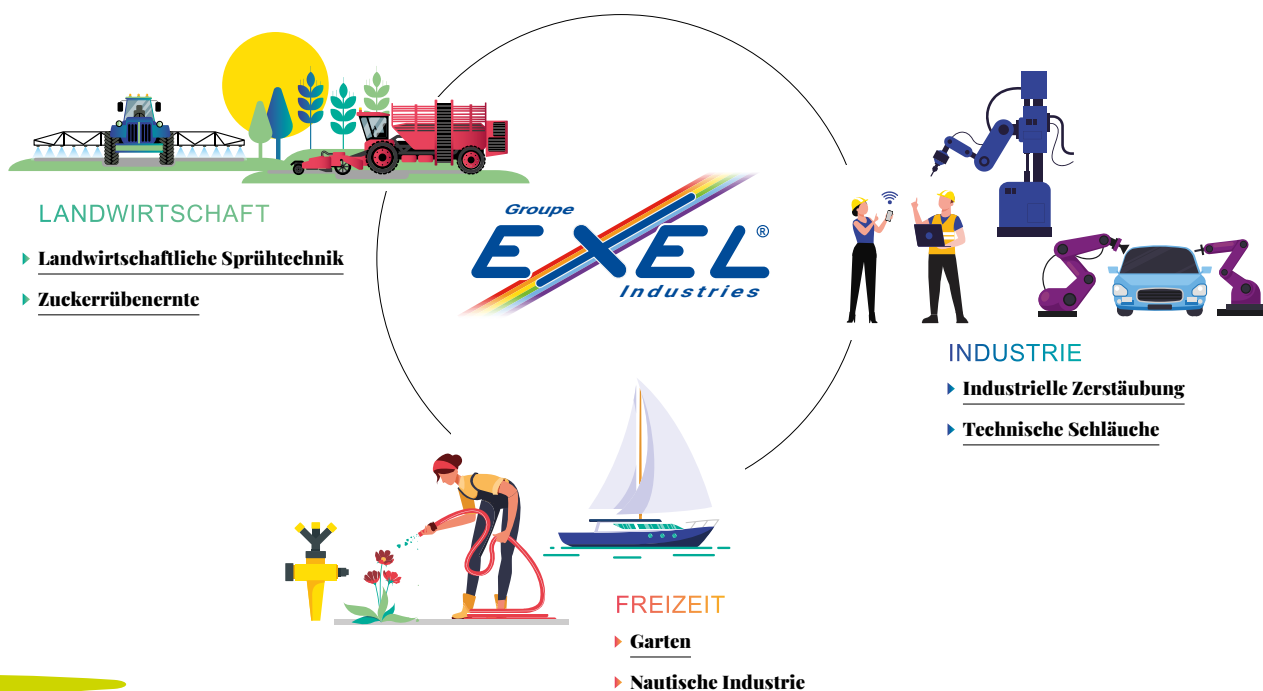 LANDWIRTSCHAFT
Landwirtschaftliche Sprühtechnik
Zuckerrübenernte
Groupe
EXEL®
Industries
INDUSTRIE
Industrielle Zerstäubung
Technische Schläuche
FREIZEIT
Garten
Nautische Industrie